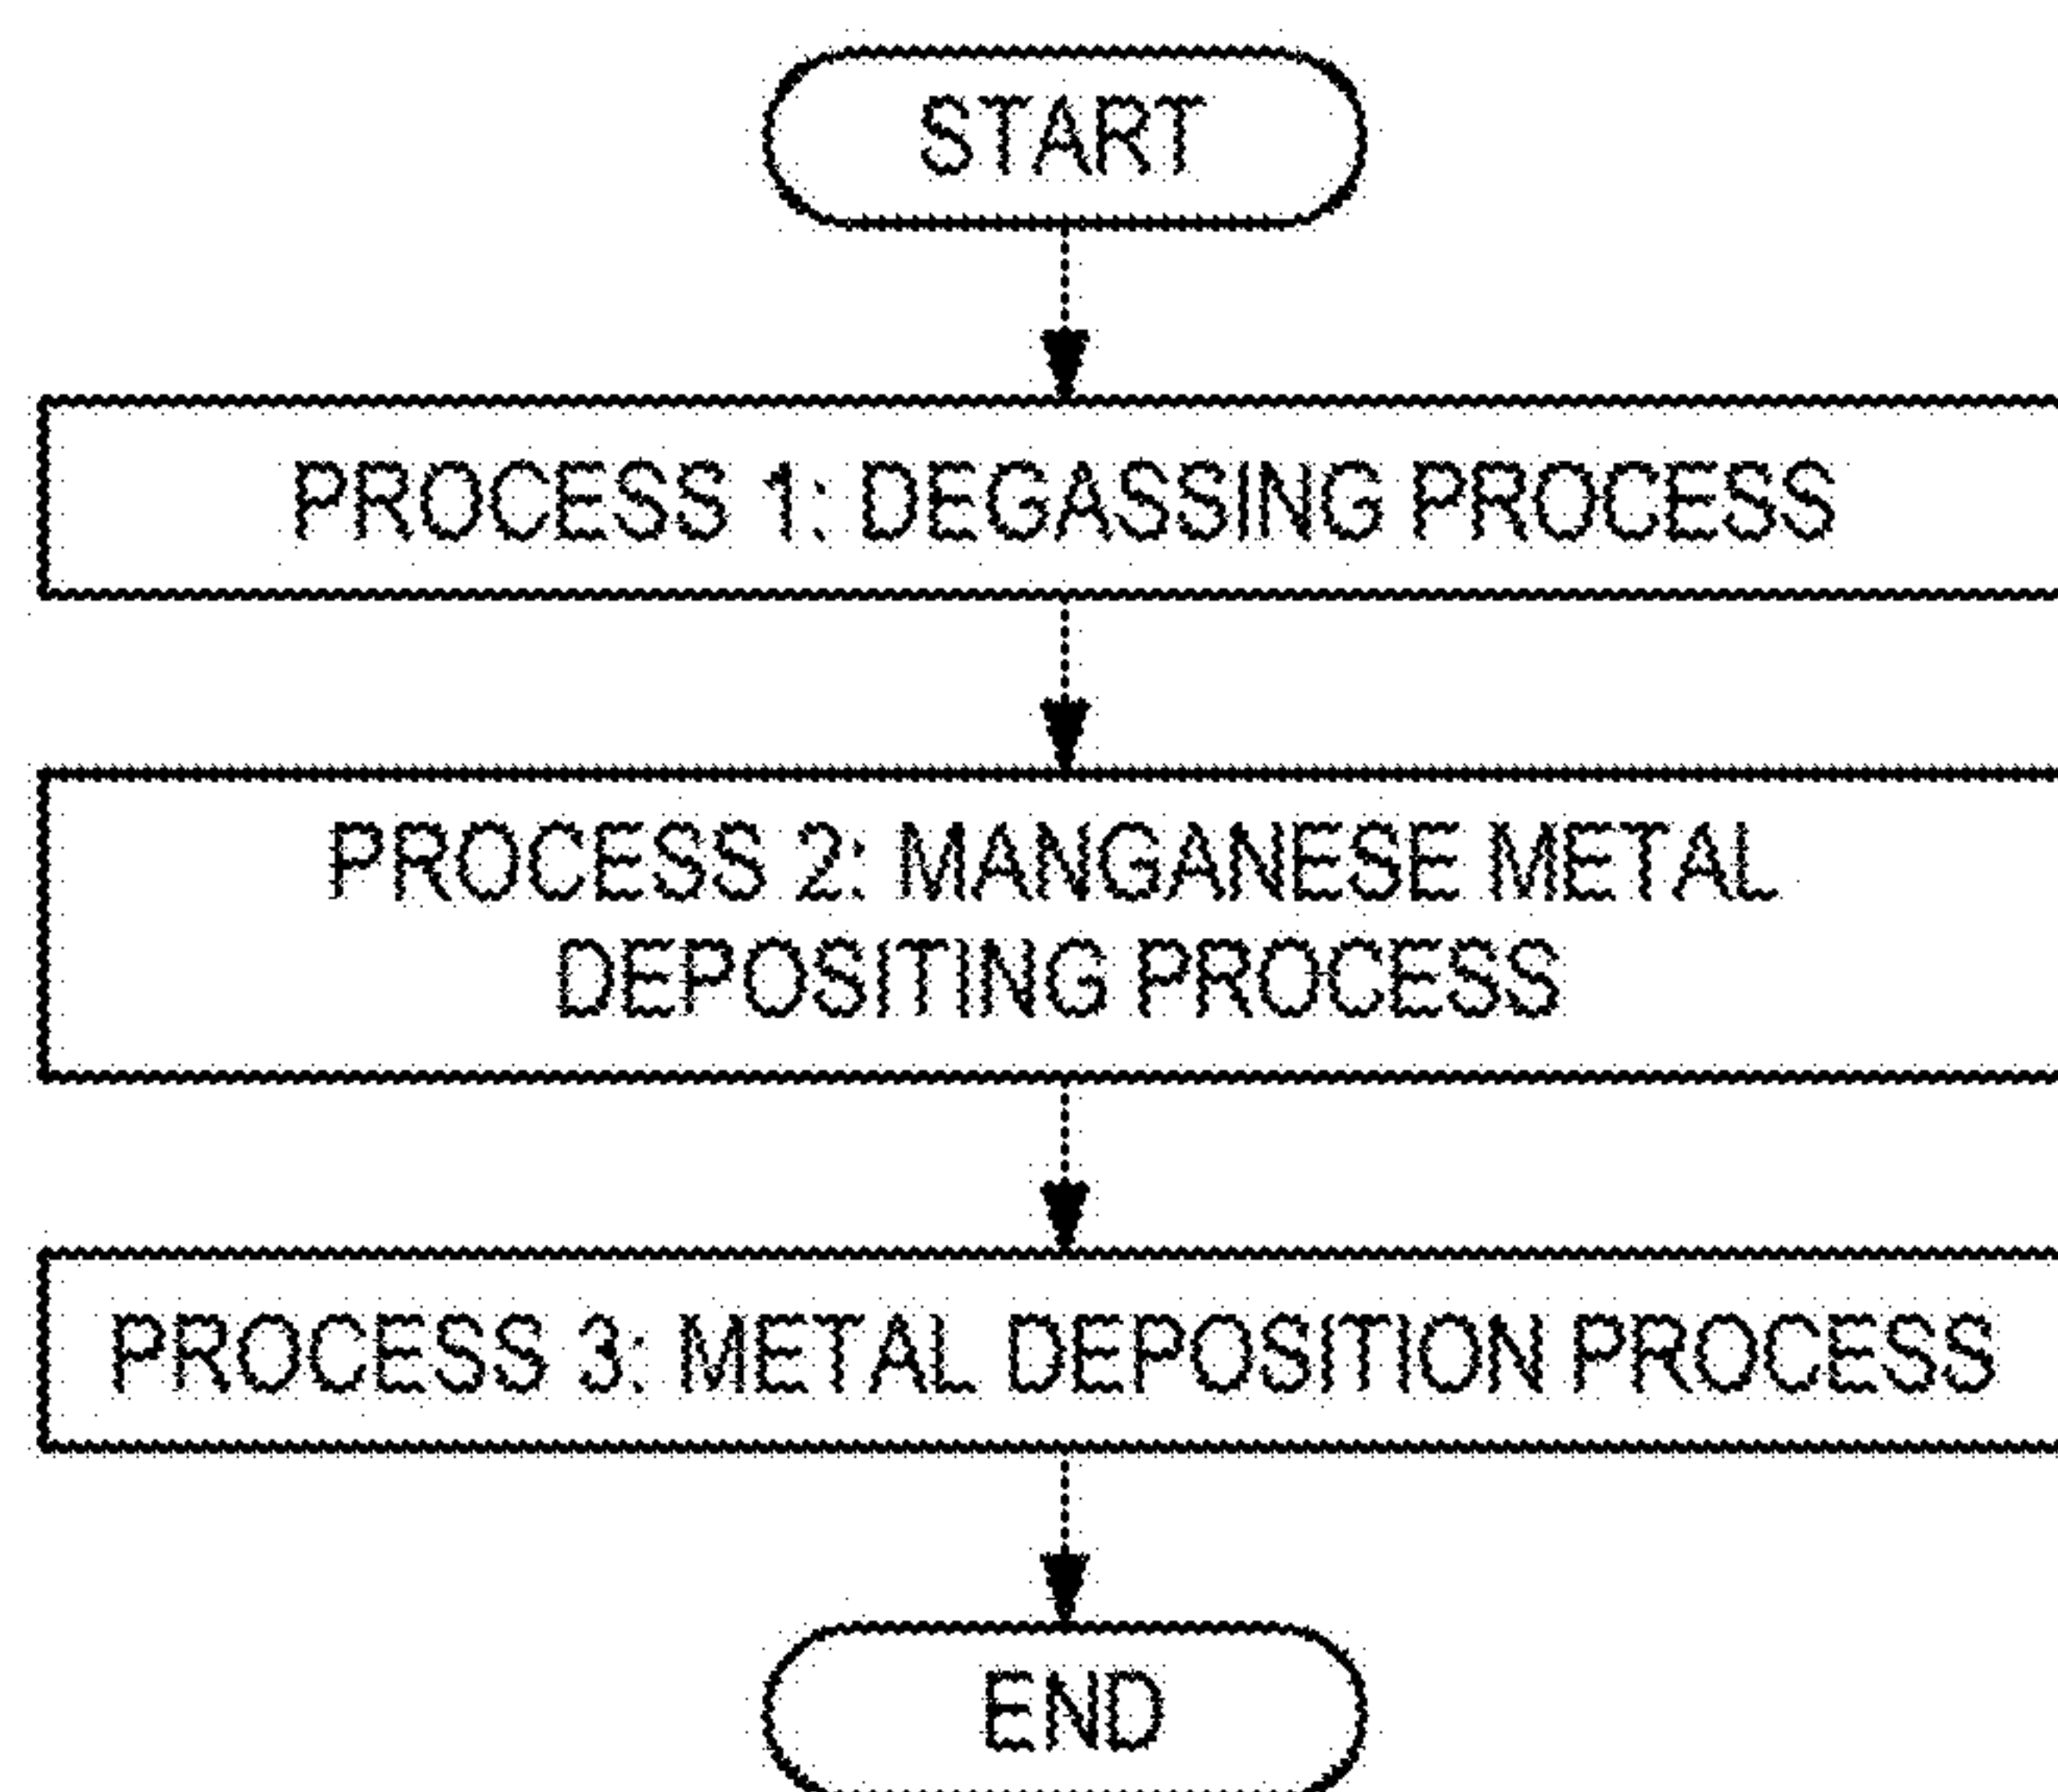 START
PROCESS 1: DEGASSING PROCESS
PROCESS 2: MANGANESE METAL
DEPOSITING PROCESS
PROCESS 3: METAL DEPOSITION PROCESS
END